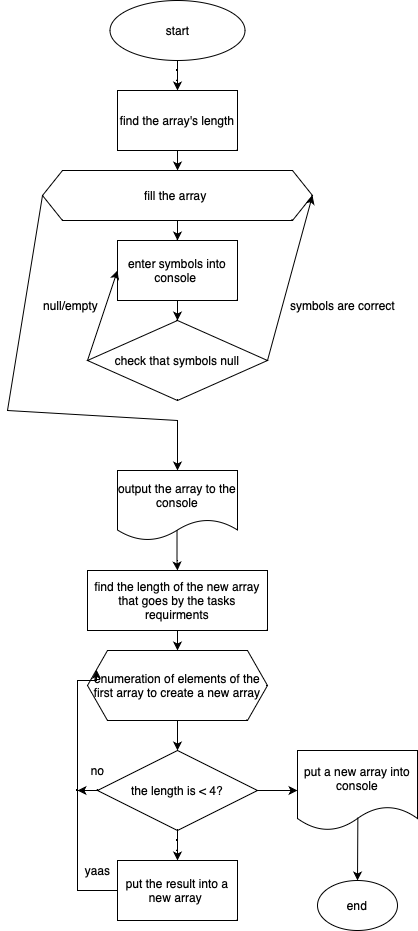 start
find the array's length
fill the array
enter symbols into
console
null/empty
symbols are correct
check that symbols null
output the array to the
console
find the length of the new array
that goes by the tasks
requirments
enumeration of elements of the
first array to create a new array
no
the length is < 4?
put a new array into
console
yaas
put the result into a
new array
end